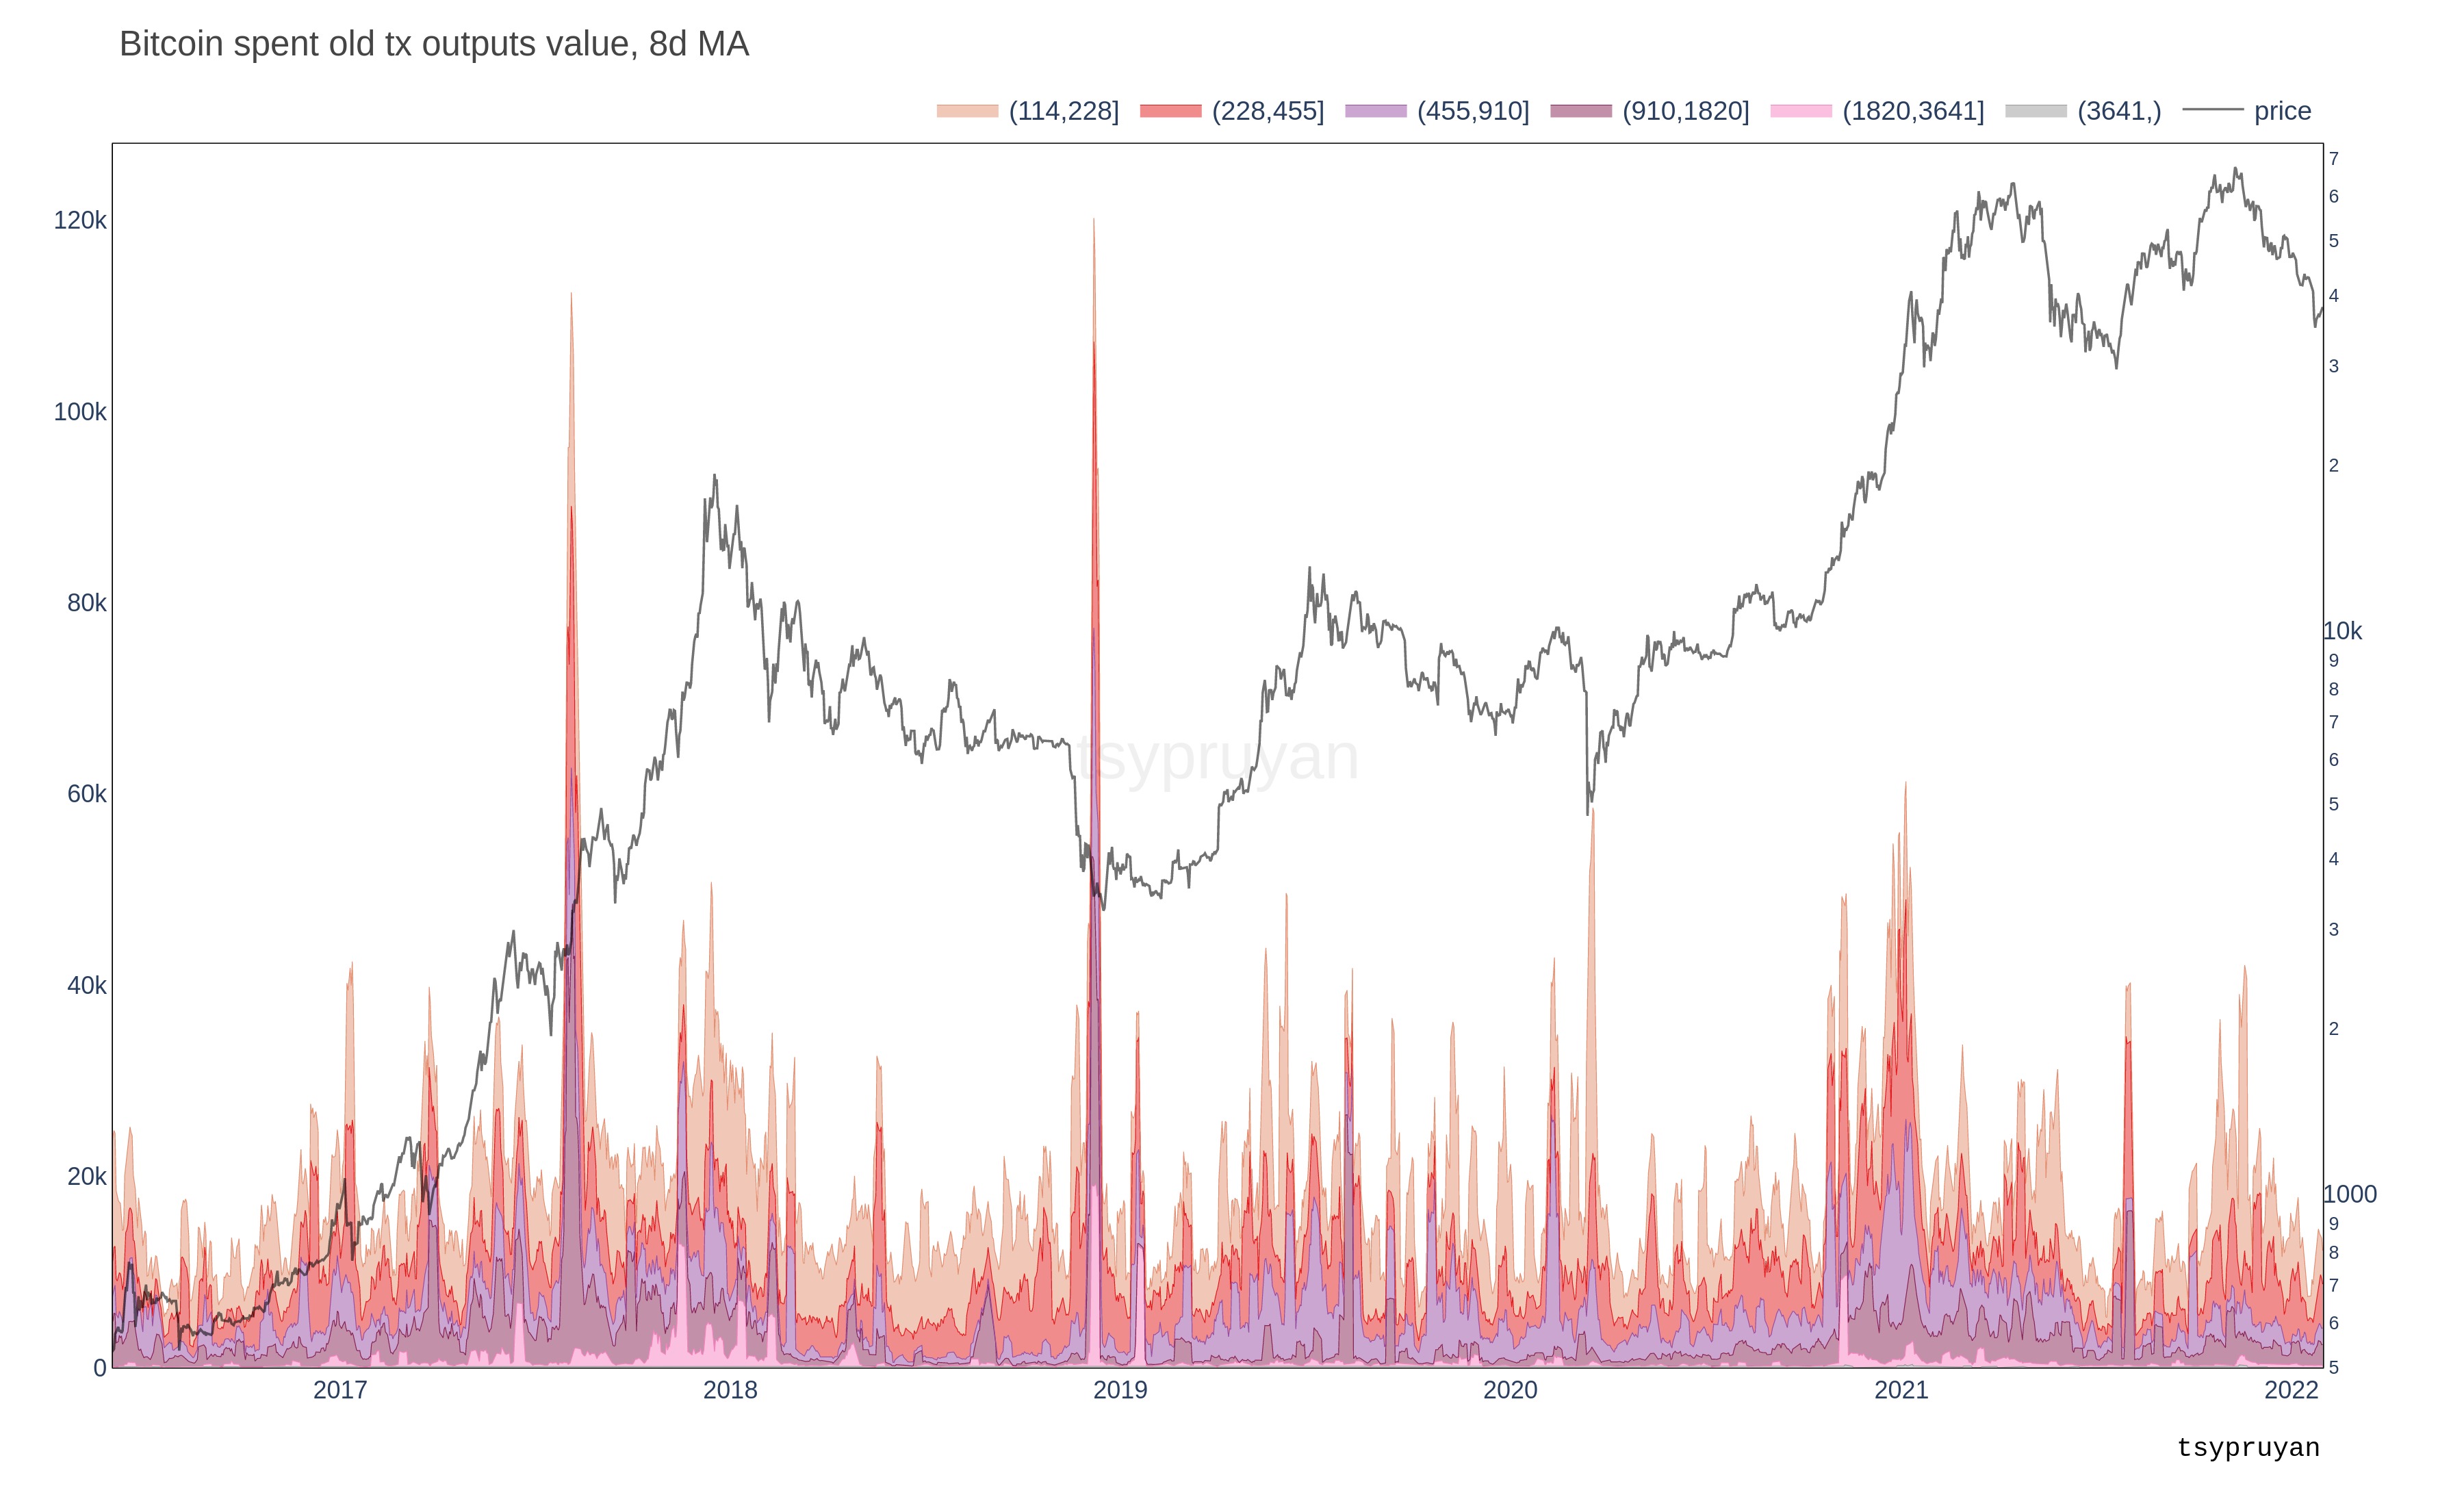 Bitcoin spent old tx outputs value, 8d MA
(114,228] (228,455] (455,910] (910,1820] (1820,3641] (3641,) price
7
120k 6
5
4
100k
3
2
80k
10k
9
8
7
6
60k
5
4
3
40k
2
20k
1000
9
8
7
6
0 5
2017 2018 2019 2020 2021 2022
tsypruyan
tsypruyan